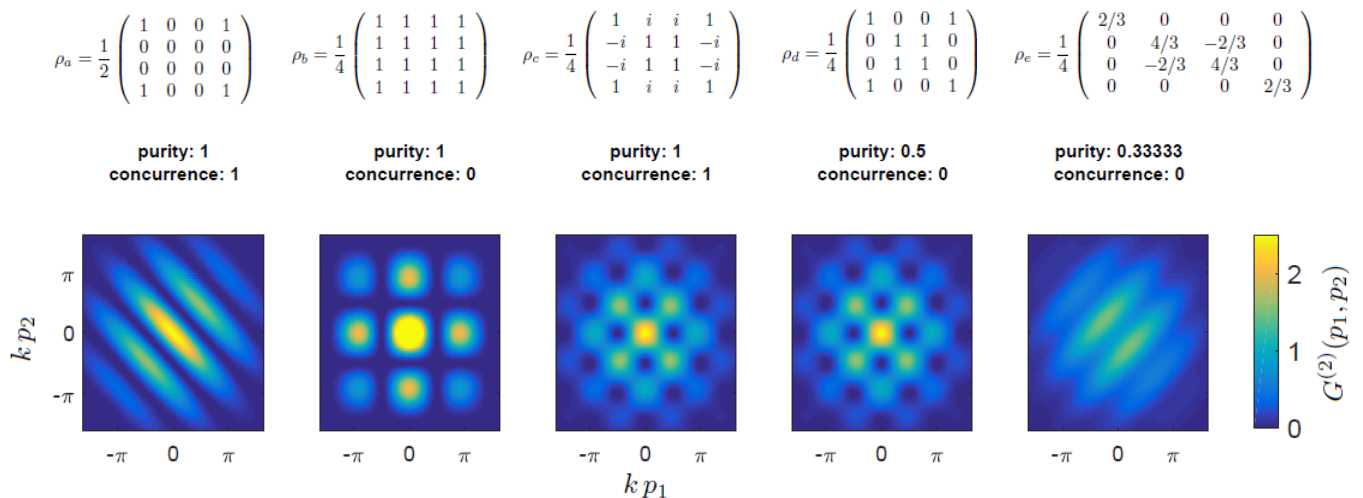 ρ_a = 1/2 ( 1 0 0 1
0 0 0 0
0 0 0 0
1 0 0 1 )
ρ_b = 1/4 ( 1 1 1 1
1 1 1 1
1 1 1 1
1 1 1 1 )
ρ_c = 1/4 ( 1 i i 1
−i 1 1 −i
−i 1 1 −i
1 i i 1 )
ρ_d = 1/4 ( 1 0 0 1
0 1 1 0
0 1 1 0
1 0 0 1 )
ρ_e = 1/4 ( 2/3 0 0 0
0 4/3 −2/3 0
0 −2/3 4/3 0
0 0 0 2/3 )
purity: 1
concurrence: 1
purity: 1
concurrence: 0
purity: 1
concurrence: 1
purity: 0.5
concurrence: 0
purity: 0.33333
concurrence: 0
k p_2
π
0
-π
-π 0 π
-π 0 π
-π 0 π
-π 0 π
-π 0 π
k p_1
2
1
0
G^(2)(p_1, p_2)